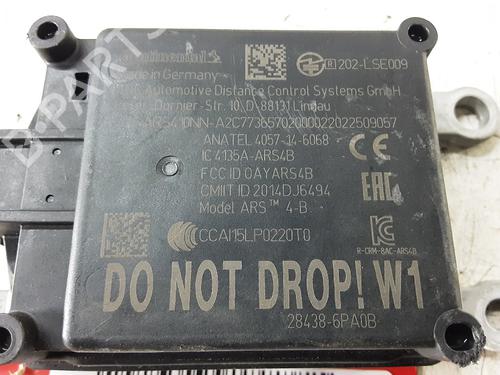 Continental
Made in Germany
R 202-LSE009
Automotive Distance Control Systems GmbH
Dornier-Str. 10, D-88131 Lindau
ANATEL 4057-14-6068
IC 4135A-ARS4B
FCC ID OAYARS4B
CMIIT ID 2014DJ6494
Model ARS™ 4-B
CE
EAC
CCAI15LP0220T0
R-CRM-8AC-ARS4B
DO NOT DROP! W1
28438-6PA0B